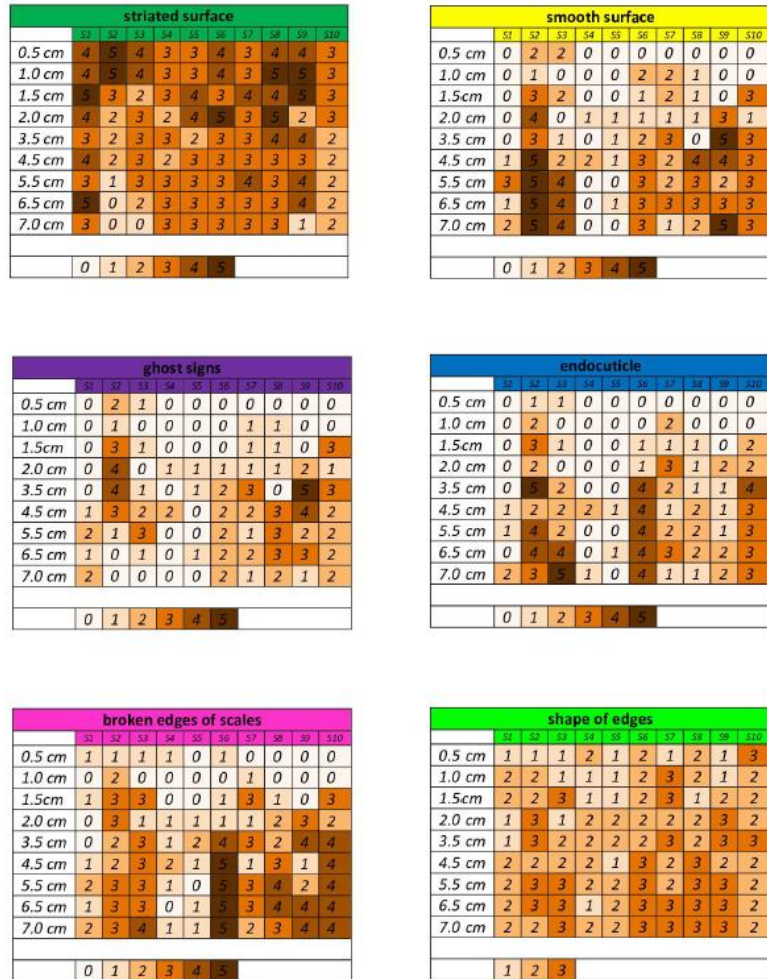 striated surface
S1 S2 S3 S4 S5 S6 S7 S8 S9 S10
0.5 cm 4 5 4 3 3 4 3 4 4 3
1.0 cm 4 5 4 3 3 4 3 5 5 3
1.5 cm 5 3 2 3 4 3 4 4 5 3
2.0 cm 4 2 3 2 4 5 3 5 2 3
3.5 cm 3 2 3 3 2 3 3 4 4 2
4.5 cm 4 2 3 2 3 3 3 3 3 2
5.5 cm 3 1 3 3 3 3 4 3 4 2
6.5 cm 5 0 2 3 3 3 3 3 4 2
7.0 cm 3 0 0 3 3 3 3 3 1 2
0 1 2 3 4 5
smooth surface
S1 S2 S3 S4 S5 S6 S7 S8 S9 S10
0.5 cm 0 2 2 0 0 0 0 0 0 0
1.0 cm 0 1 0 0 0 2 2 1 0 0
1.5cm 0 3 2 0 0 1 2 1 0 3
2.0 cm 0 4 0 1 1 1 1 1 3 1
3.5 cm 0 3 1 0 1 2 3 0 5 3
4.5 cm 1 5 2 2 1 3 2 4 4 3
5.5 cm 3 5 4 0 0 3 2 3 2 3
6.5 cm 1 5 4 0 1 3 3 3 3 3
7.0 cm 2 5 4 0 0 3 1 2 5 3
0 1 2 3 4 5
ghost signs
S1 S2 S3 S4 S5 S6 S7 S8 S9 S10
0.5 cm 0 2 1 0 0 0 0 0 0 0
1.0 cm 0 1 0 0 0 0 1 1 0 0
1.5cm 0 3 1 0 0 0 1 1 0 3
2.0 cm 0 4 0 1 1 1 1 1 2 1
3.5 cm 0 4 1 0 1 2 3 0 5 3
4.5 cm 1 3 2 2 0 2 2 3 4 2
5.5 cm 2 1 3 0 0 2 1 3 2 2
6.5 cm 1 0 1 0 1 2 2 3 3 2
7.0 cm 2 0 0 0 0 2 1 2 1 2
0 1 2 3 4 5
endocuticle
S1 S2 S3 S4 S5 S6 S7 S8 S9 S10
0.5 cm 0 1 1 0 0 0 0 0 0 0
1.0 cm 0 2 0 0 0 0 2 0 0 0
1.5cm 0 3 1 0 0 1 1 1 0 2
2.0 cm 0 2 0 0 0 1 3 1 2 2
3.5 cm 0 5 2 0 0 4 2 1 1 4
4.5 cm 1 2 2 2 1 4 1 2 1 3
5.5 cm 1 4 2 0 0 4 2 2 1 3
6.5 cm 0 4 4 0 1 4 3 2 2 3
7.0 cm 2 3 5 1 0 4 1 1 2 3
0 1 2 3 4 5
broken edges of scales
S1 S2 S3 S4 S5 S6 S7 S8 S9 S10
0.5 cm 1 1 1 1 0 1 0 0 0 0
1.0 cm 0 2 0 0 0 0 1 0 0 0
1.5cm 1 3 3 0 0 1 3 1 0 3
2.0 cm 0 3 1 1 1 1 1 2 3 2
3.5 cm 0 2 3 1 2 4 3 2 4 4
4.5 cm 1 2 3 2 1 5 1 3 1 4
5.5 cm 2 3 3 1 0 5 3 4 2 4
6.5 cm 1 3 3 0 1 5 3 4 4 4
7.0 cm 2 3 4 1 1 5 2 3 4 4
0 1 2 3 4 5
shape of edges
S1 S2 S3 S4 S5 S6 S7 S8 S9 S10
0.5 cm 1 1 1 2 1 2 1 2 1 3
1.0 cm 2 2 1 1 1 2 3 2 1 2
1.5cm 2 2 3 1 1 2 3 1 2 2
2.0 cm 1 3 1 2 2 2 2 2 3 2
3.5 cm 1 3 2 2 2 2 3 2 3 3
4.5 cm 2 2 2 2 1 3 2 3 2 2
5.5 cm 2 3 3 2 2 3 2 3 3 2
6.5 cm 2 3 3 1 2 3 3 3 3 2
7.0 cm 2 2 3 2 3 3 3 3 3 2
1 2 3